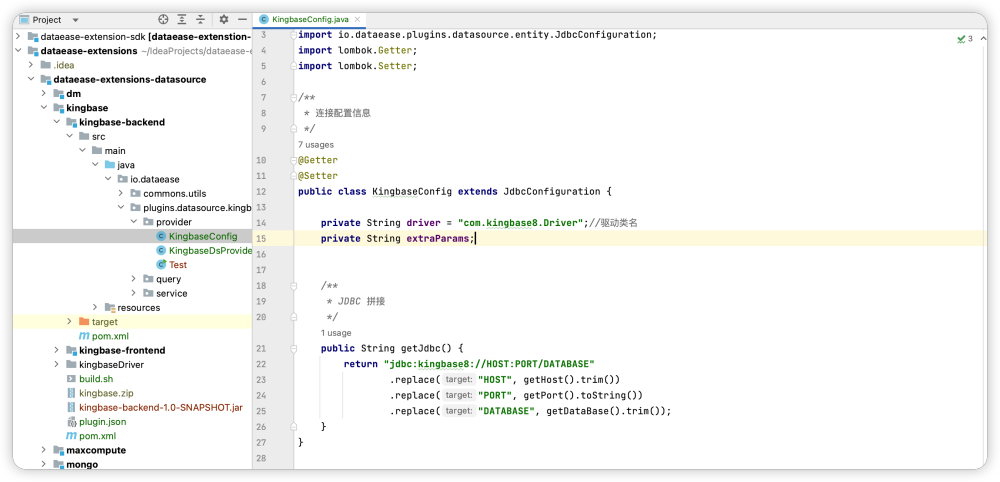 Project
KingbaseConfig.java
dataease-extension-sdk [dataease-extenstion-
dataease-extensions ~/IdeaProjects/dataease-e
.idea
dataease-extensions-datasource
dm
kingbase
kingbase-backend
src
main
java
io.dataease
commons.utils
plugins.datasource.kingb
provider
KingbaseConfig
KingbaseDsProvide
Test
query
service
resources
target
pom.xml
kingbase-frontend
kingbaseDriver
build.sh
kingbase.zip
kingbase-backend-1.0-SNAPSHOT.jar
plugin.json
pom.xml
maxcompute
mongo
3 import io.dataease.plugins.datasource.entity.JdbcConfiguration;
3
4 import lombok.Getter;
5 import lombok.Setter;
6
7 /**
8 * 连接配置信息
9 */
7 usages
10 @Getter
11 @Setter
12 public class KingbaseConfig extends JdbcConfiguration {
13
14 private String driver = "com.kingbase8.Driver";//驱动类名
15 private String extraParams;
16
17
18 /**
19 * JDBC 拼接
20 */
1 usage
21 public String getJdbc() {
22 return "jdbc:kingbase8://HOST:PORT/DATABASE"
23 .replace( target: "HOST", getHost().trim())
24 .replace( target: "PORT", getPort().toString())
25 .replace( target: "DATABASE", getDataBase().trim());
26 }
27 }
28